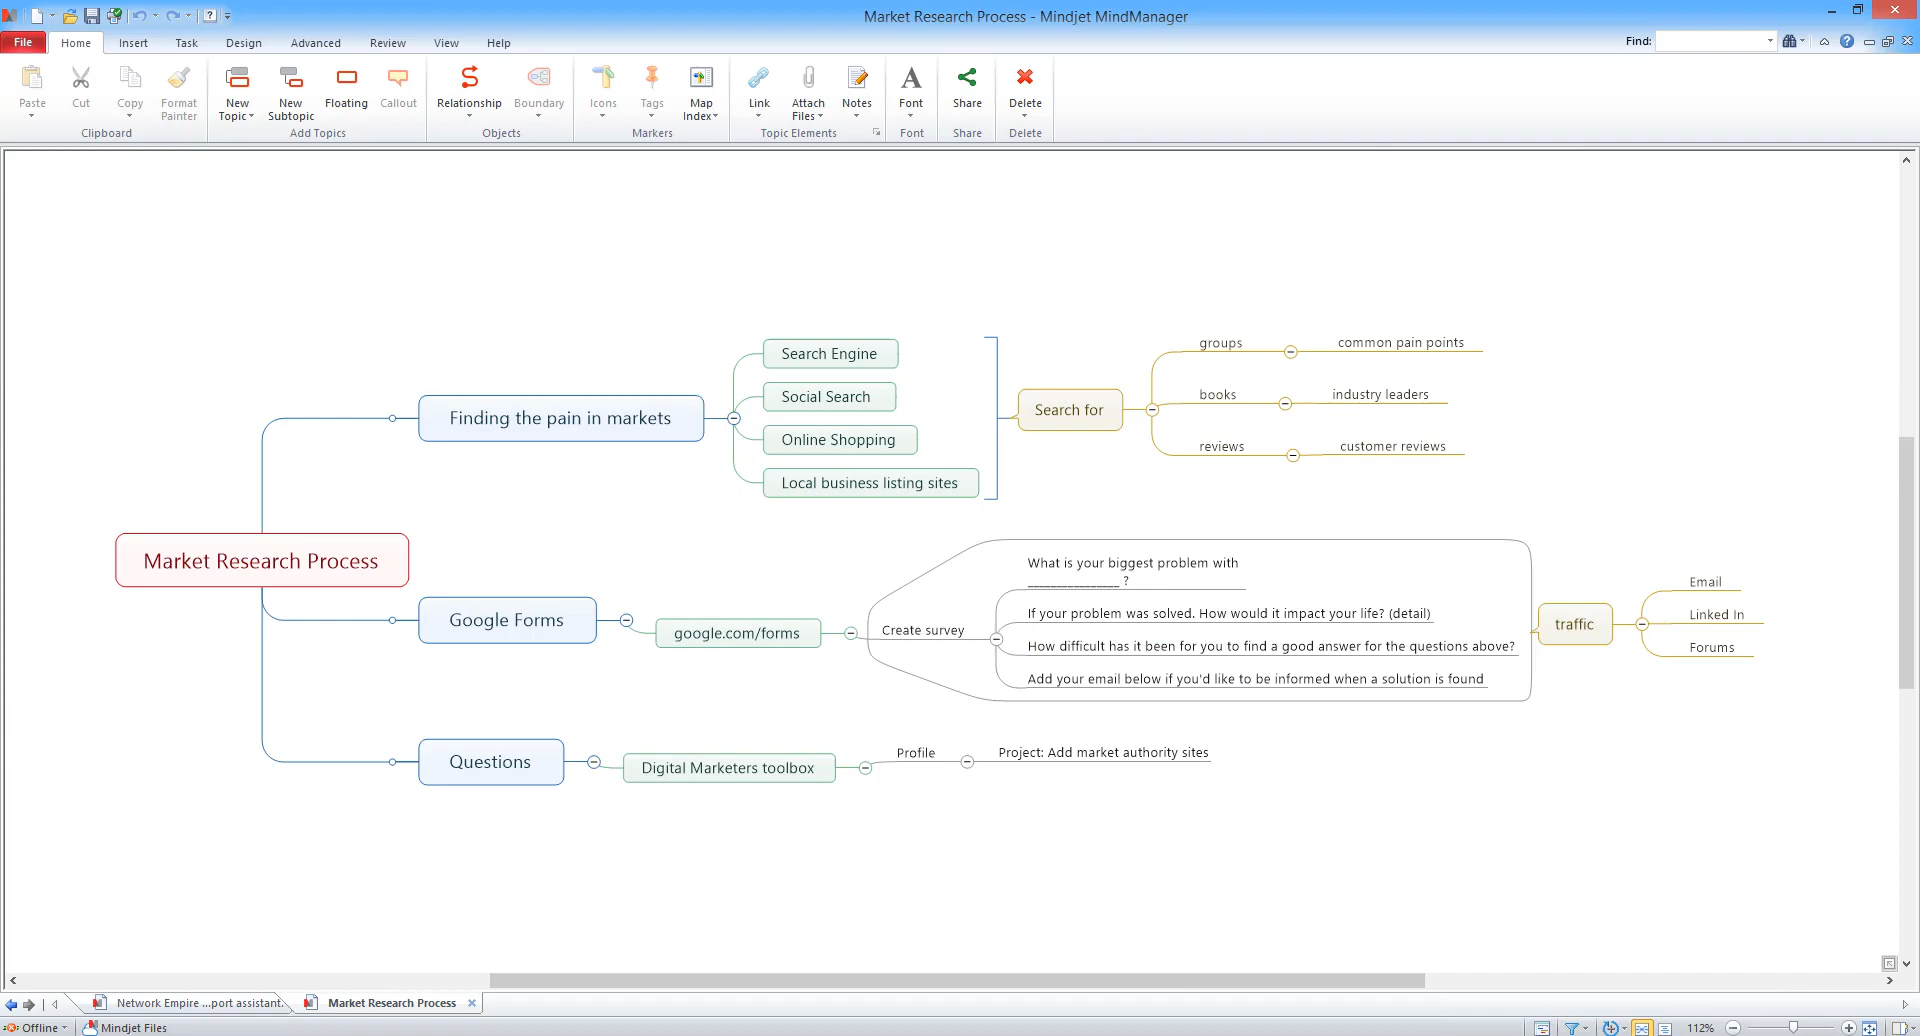 Market Research Process - Mindjet MindManager
File Home Insert Task Design Advanced Review View Help Find:
Paste Cut Copy Format Painter
Clipboard
New Topic New Subtopic Floating Callout
Add Topics
Relationship Boundary
Objects
Icons Tags Map Index
Markers
Link Attach Files Notes
Topic Elements
Font
Font
Share
Share
Delete
Delete
Market Research Process
Finding the pain in markets
Search Engine
Social Search
Online Shopping
Local business listing sites
Search for
groups
common pain points
books
industry leaders
reviews
customer reviews
Google Forms
google.com/forms
Create survey
What is your biggest problem with
_______________ ?
If your problem was solved. How would it impact your life? (detail)
How difficult has it been for you to find a good answer for the questions above?
Add your email below if you'd like to be informed when a solution is found
traffic
Email
Linked In
Forums
Questions
Digital Marketers toolbox
Profile
Project: Add market authority sites
Network Empire ...port assistant.
Market Research Process
Offline
Mindjet Files
112%